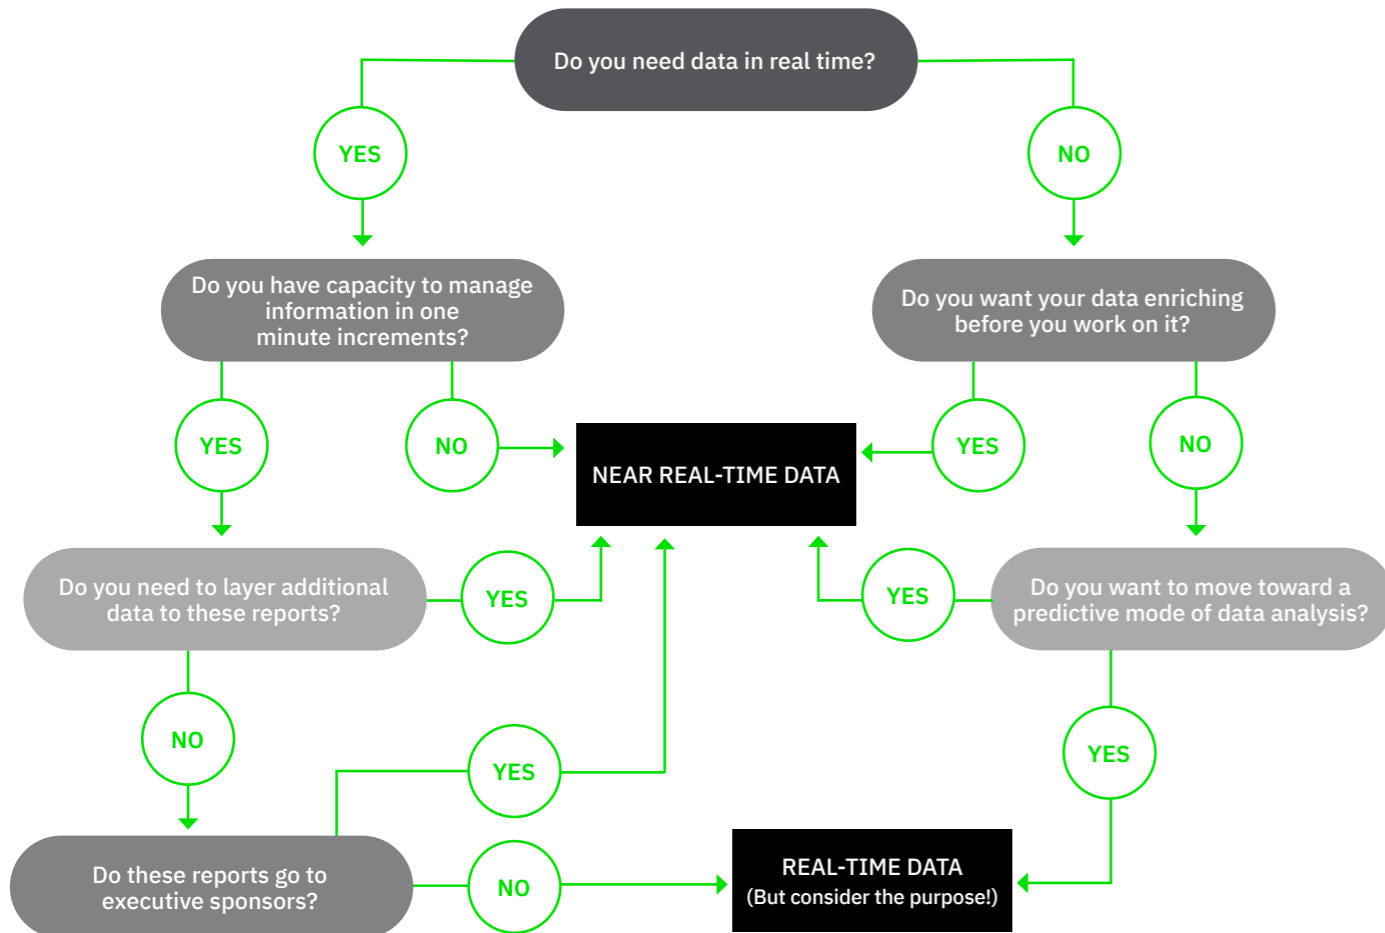 Do you need data in real time?
YES
NO
Do you have capacity to manage
information in one
minute increments?
Do you want your data enriching
before you work on it?
YES
NO
NEAR REAL-TIME DATA
YES
NO
Do you need to layer additional
data to these reports?
YES
YES
Do you want to move toward a
predictive mode of data analysis?
NO
YES
YES
Do these reports go to
executive sponsors?
NO
REAL-TIME DATA
(But consider the purpose!)